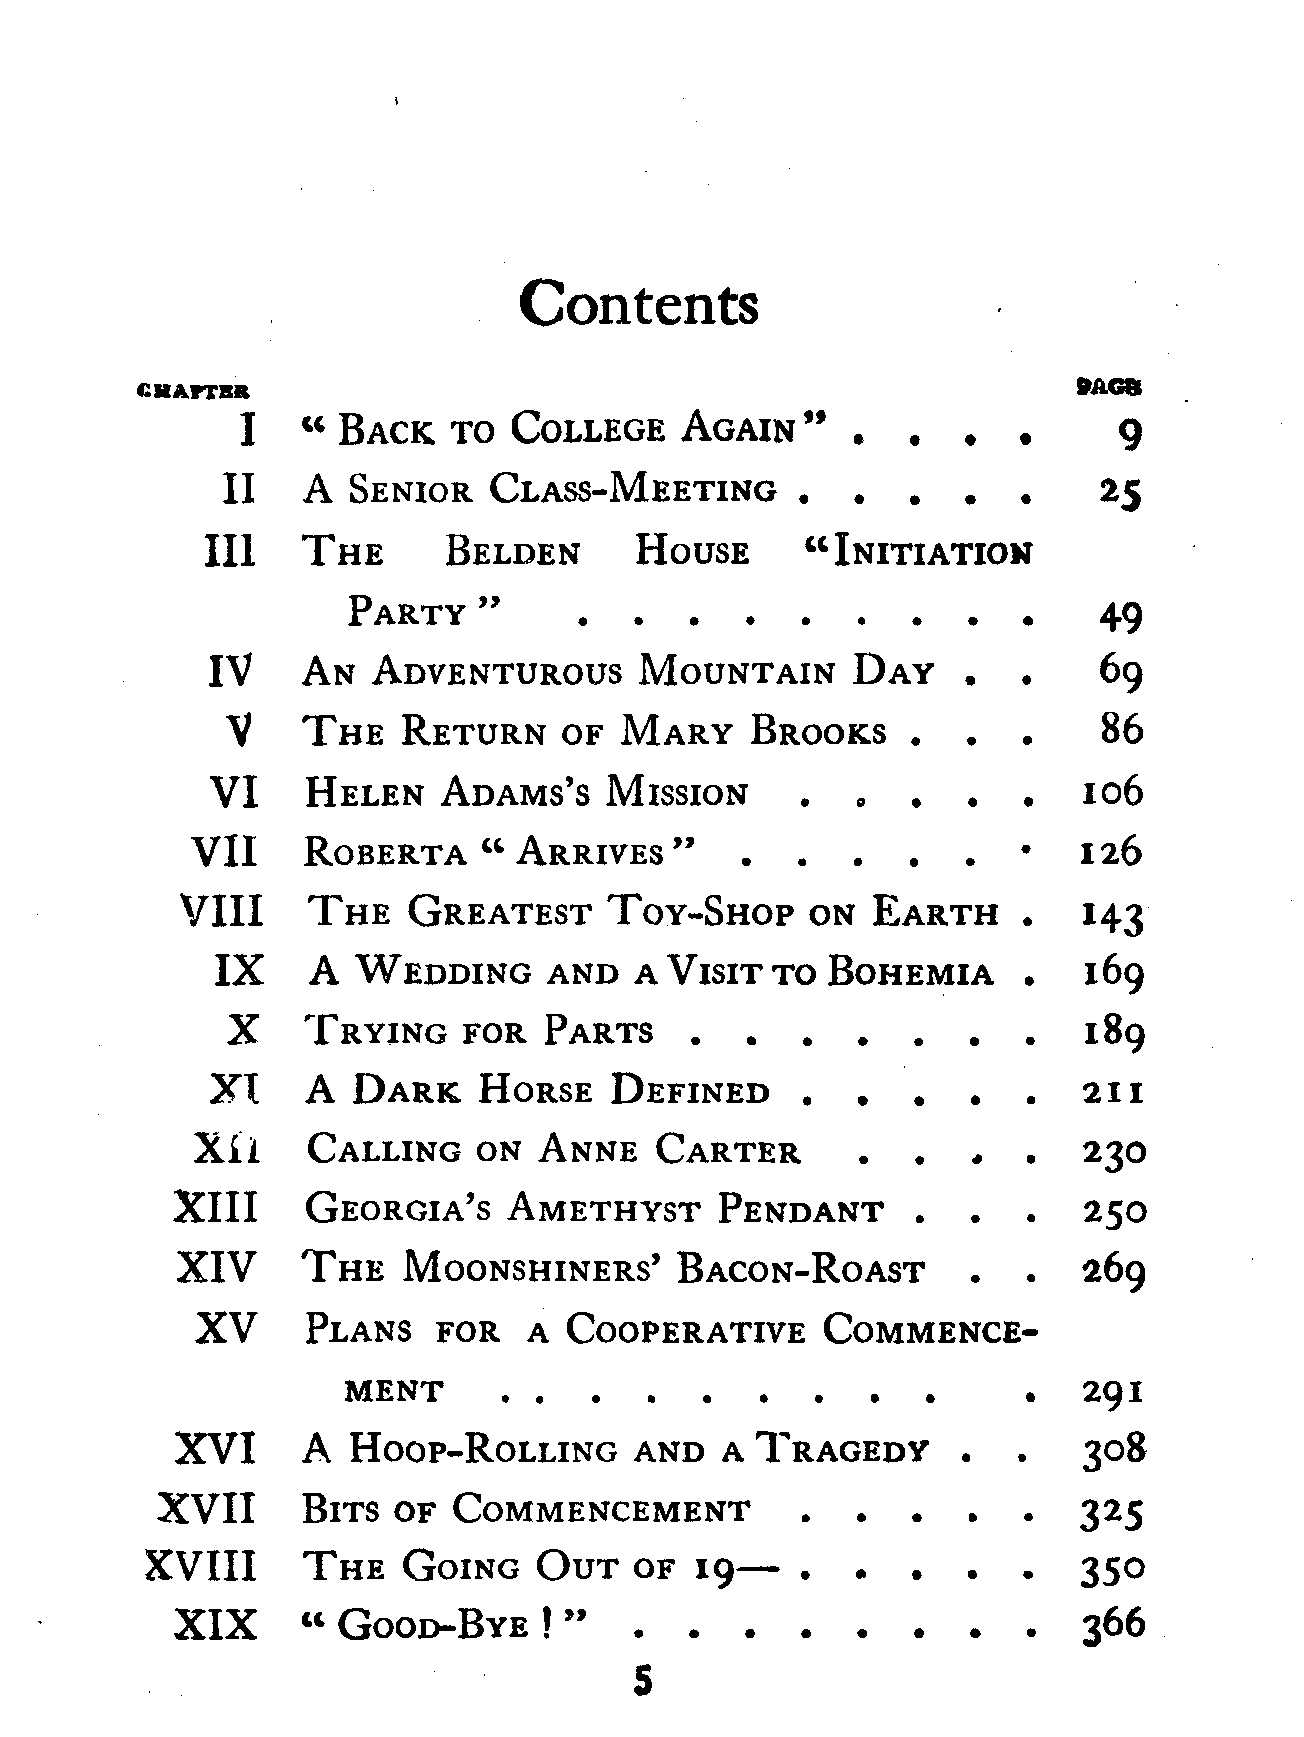 Contents
CHAPTER PAGE
I “ Back to College Again” . . . . 9
II A Senior Class-Meeting . . . . . 25
III The Belden House “Initiation
Party ” . . . . . . . . . 49
IV An Adventurous Mountain Day . . 69
V The Return of Mary Brooks . . . 86
VI Helen Adams’s Mission . . . . . 106
VII Roberta “ Arrives ” . . . . . . 126
VIII The Greatest Toy-Shop on Earth . 143
IX A Wedding and a Visit to Bohemia . 169
X Trying for Parts . . . . . . . 189
XI A Dark Horse Defined . . . . . 211
XII Calling on Anne Carter . . . . 230
XIII Georgia’s Amethyst Pendant . . . 250
XIV The Moonshiners’ Bacon-Roast . . 269
XV Plans for a Cooperative Commence-
ment . . . . . . . . . . 291
XVI A Hoop-Rolling and a Tragedy . . 308
XVII Bits of Commencement . . . . . 325
XVIII The Going Out of 19— . . . . . 350
XIX “ Good-Bye ! ” . . . . . . . . 366
5